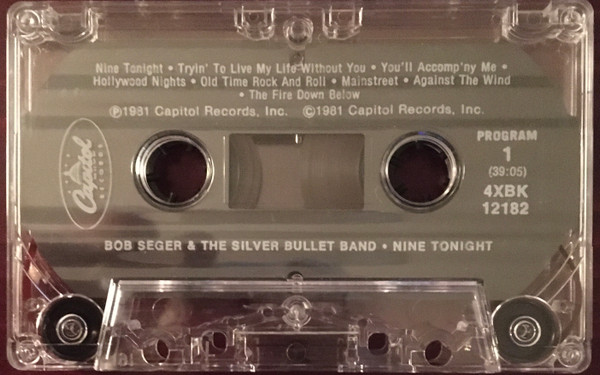 Nine Tonight • Tryin' To Live My Life Without You • You'll Accomp'ny Me •
Hollywood Nights • Old Time Rock And Roll • Mainstreet • Against The Wind
• The Fire Down Below
℗1981 Capitol Records, Inc. ©1981 Capitol Records, Inc.
Capitol
RECORDS
PROGRAM
1
(39:05)
4XBK
12182
BOB SEGER & THE SILVER BULLET BAND • NINE TONIGHT